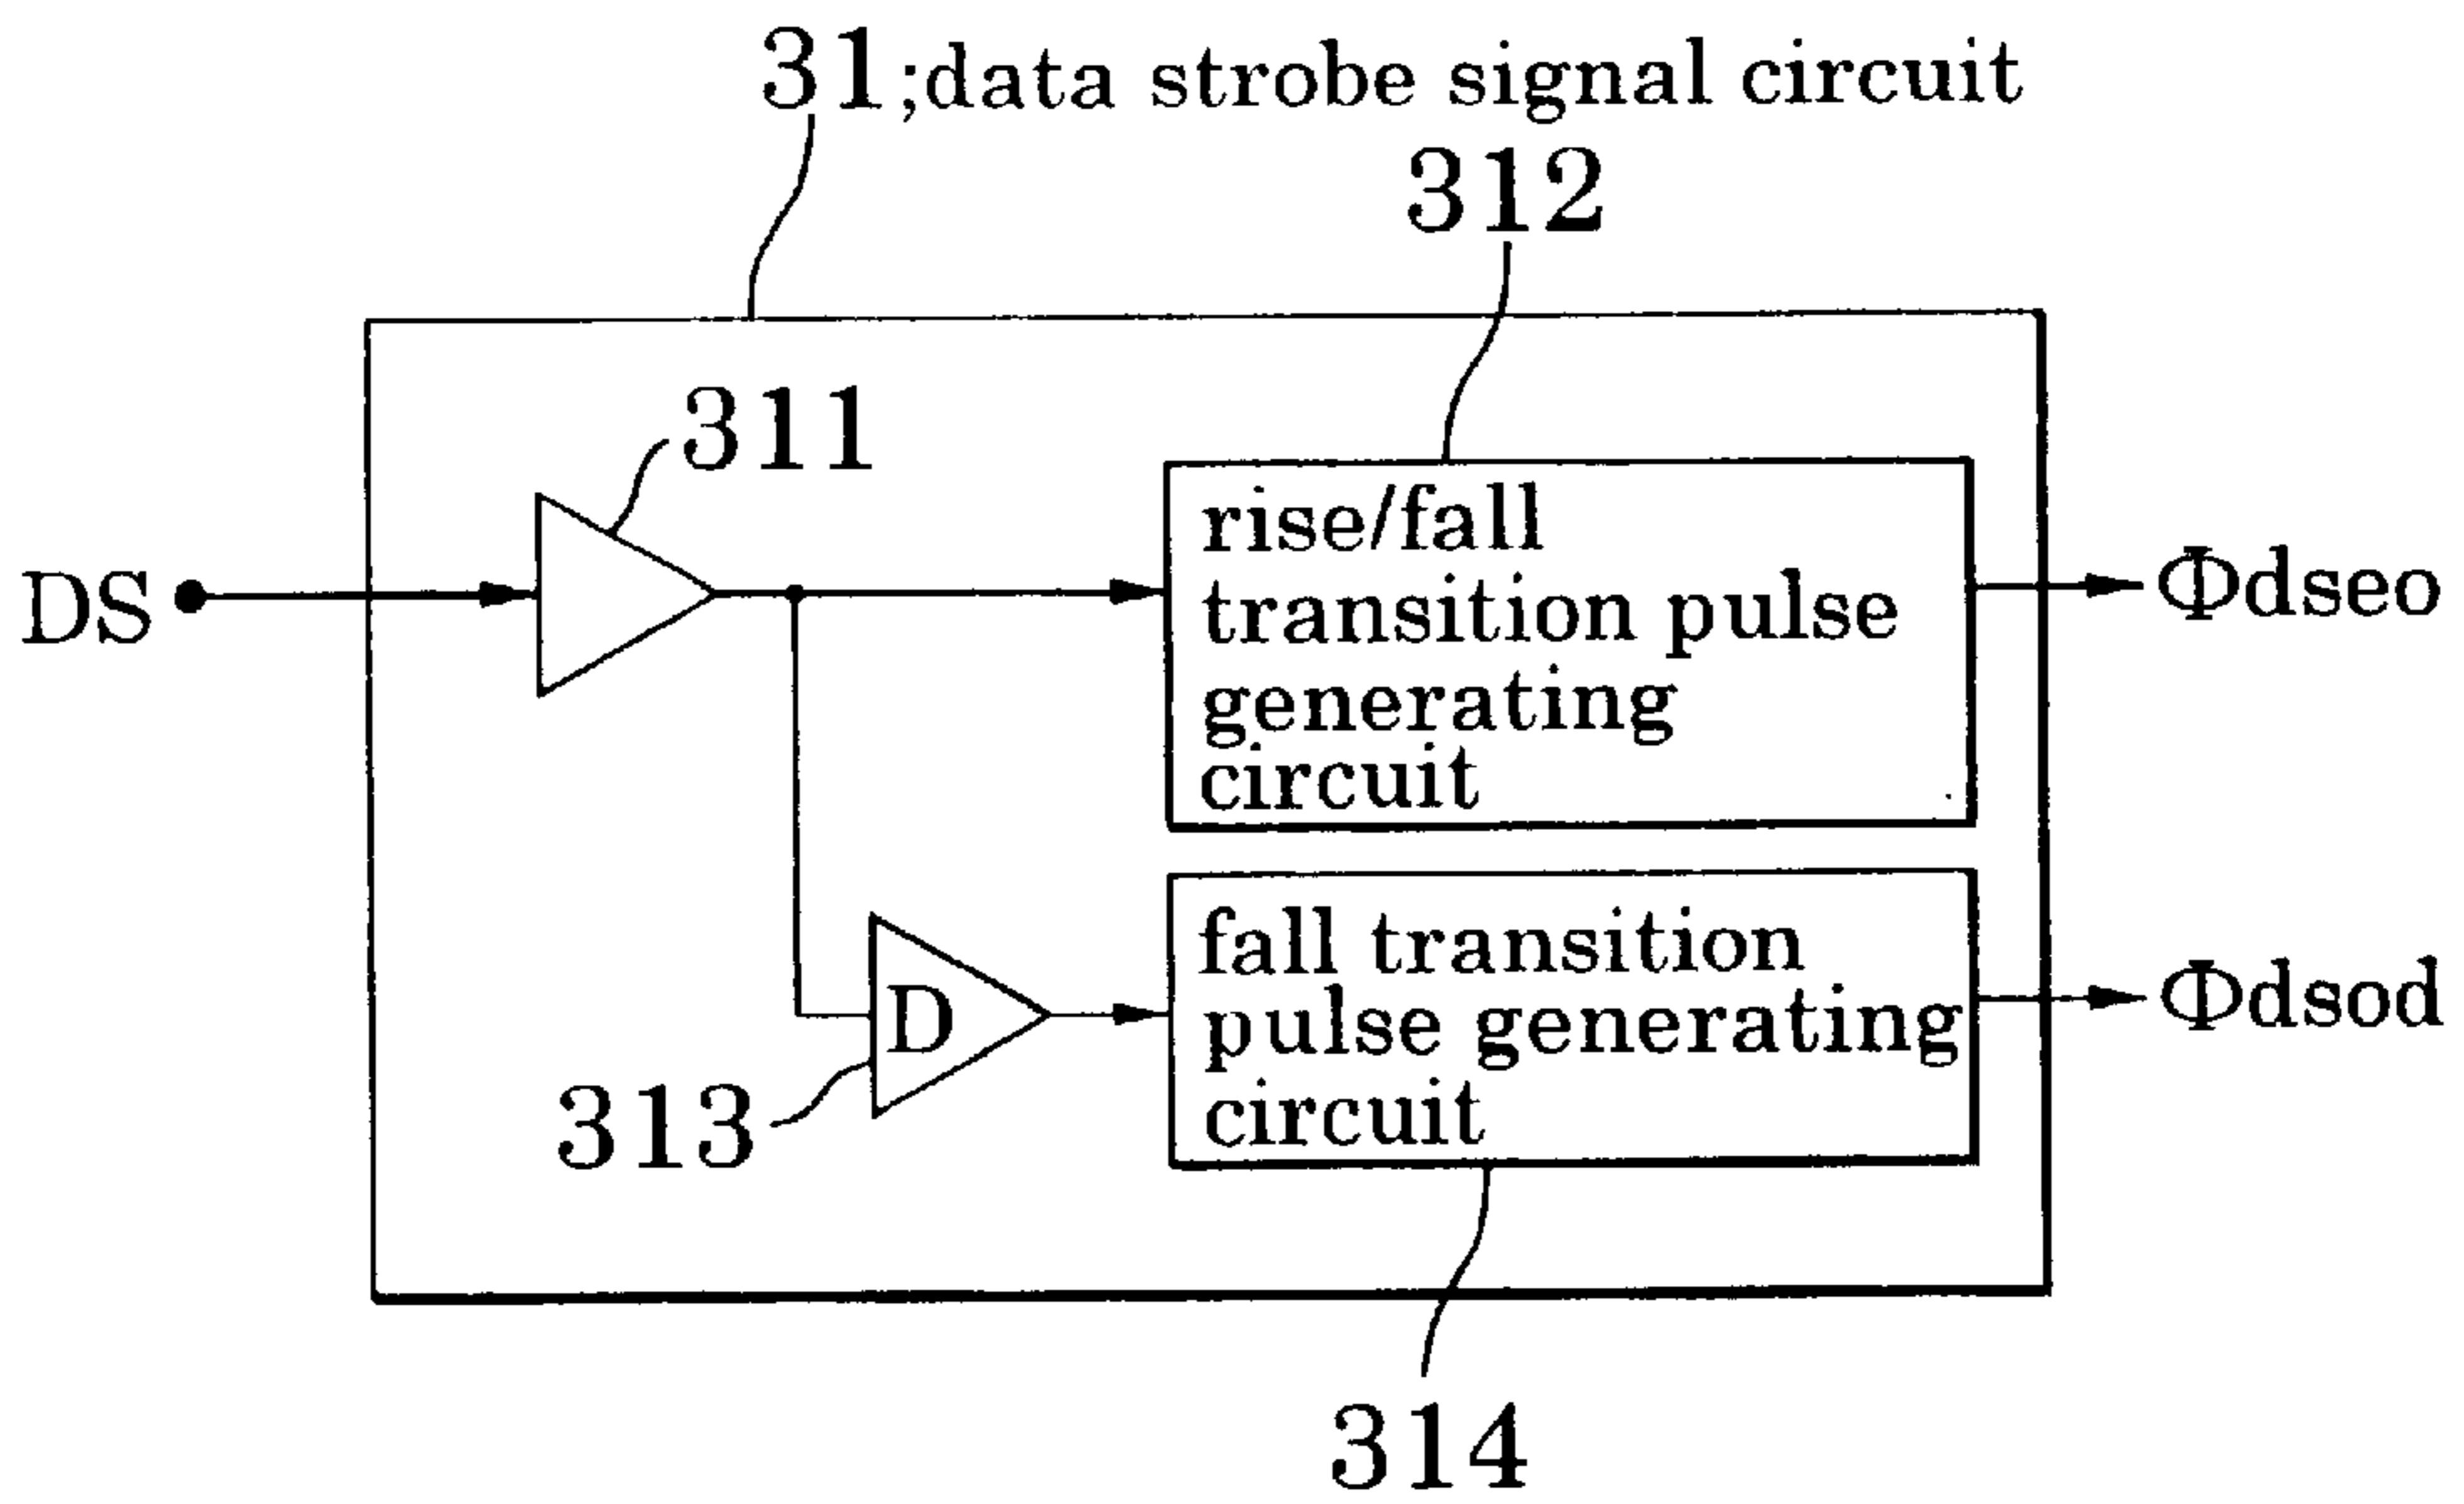 31;data strobe signal circuit
312
311
DS
rise/fall
transition pulse
generating
circuit
Φdseo
D
fall transition
pulse generating
circuit
Φdsod
313
314